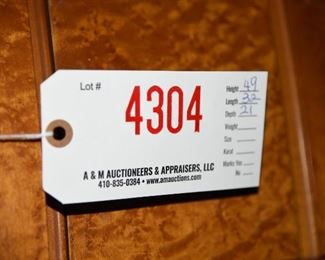 Lot #
4304
Height 49
Length 32
Depth 21
Weight
Size
Karat
Marks Yes
No
A & M AUCTIONEERS & APPRAISERS, LLC
410-835-0384 • www.amauctions.com